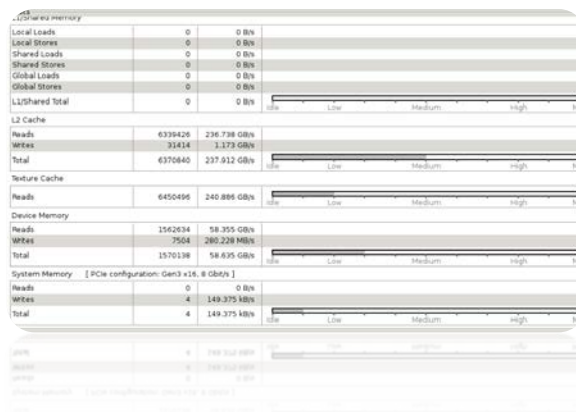 L1/Shared Memory
Local Loads 0 0 B/s
Local Stores 0 0 B/s
Shared Loads 0 0 B/s
Shared Stores 0 0 B/s
Global Loads 0 0 B/s
Global Stores 0 0 B/s
L1/Shared Total 0 0 B/s
Idle Low Medium High
L2 Cache
Reads 6339426 236.738 GB/s
Writes 31414 1.173 GB/s
Total 6370840 237.912 GB/s
Idle Low Medium High
Texture Cache
Reads 6450496 240.886 GB/s
Idle Low Medium High
Device Memory
Reads 1562634 58.355 GB/s
Writes 7504 280.228 MB/s
Total 1570138 58.635 GB/s
Idle Low Medium High
System Memory [ PCIe configuration: Gen3 x16, 8 Gbit/s ]
Reads 0 0 B/s
Writes 4 149.375 kB/s
Total 4 149.375 kB/s
Idle Low Medium High